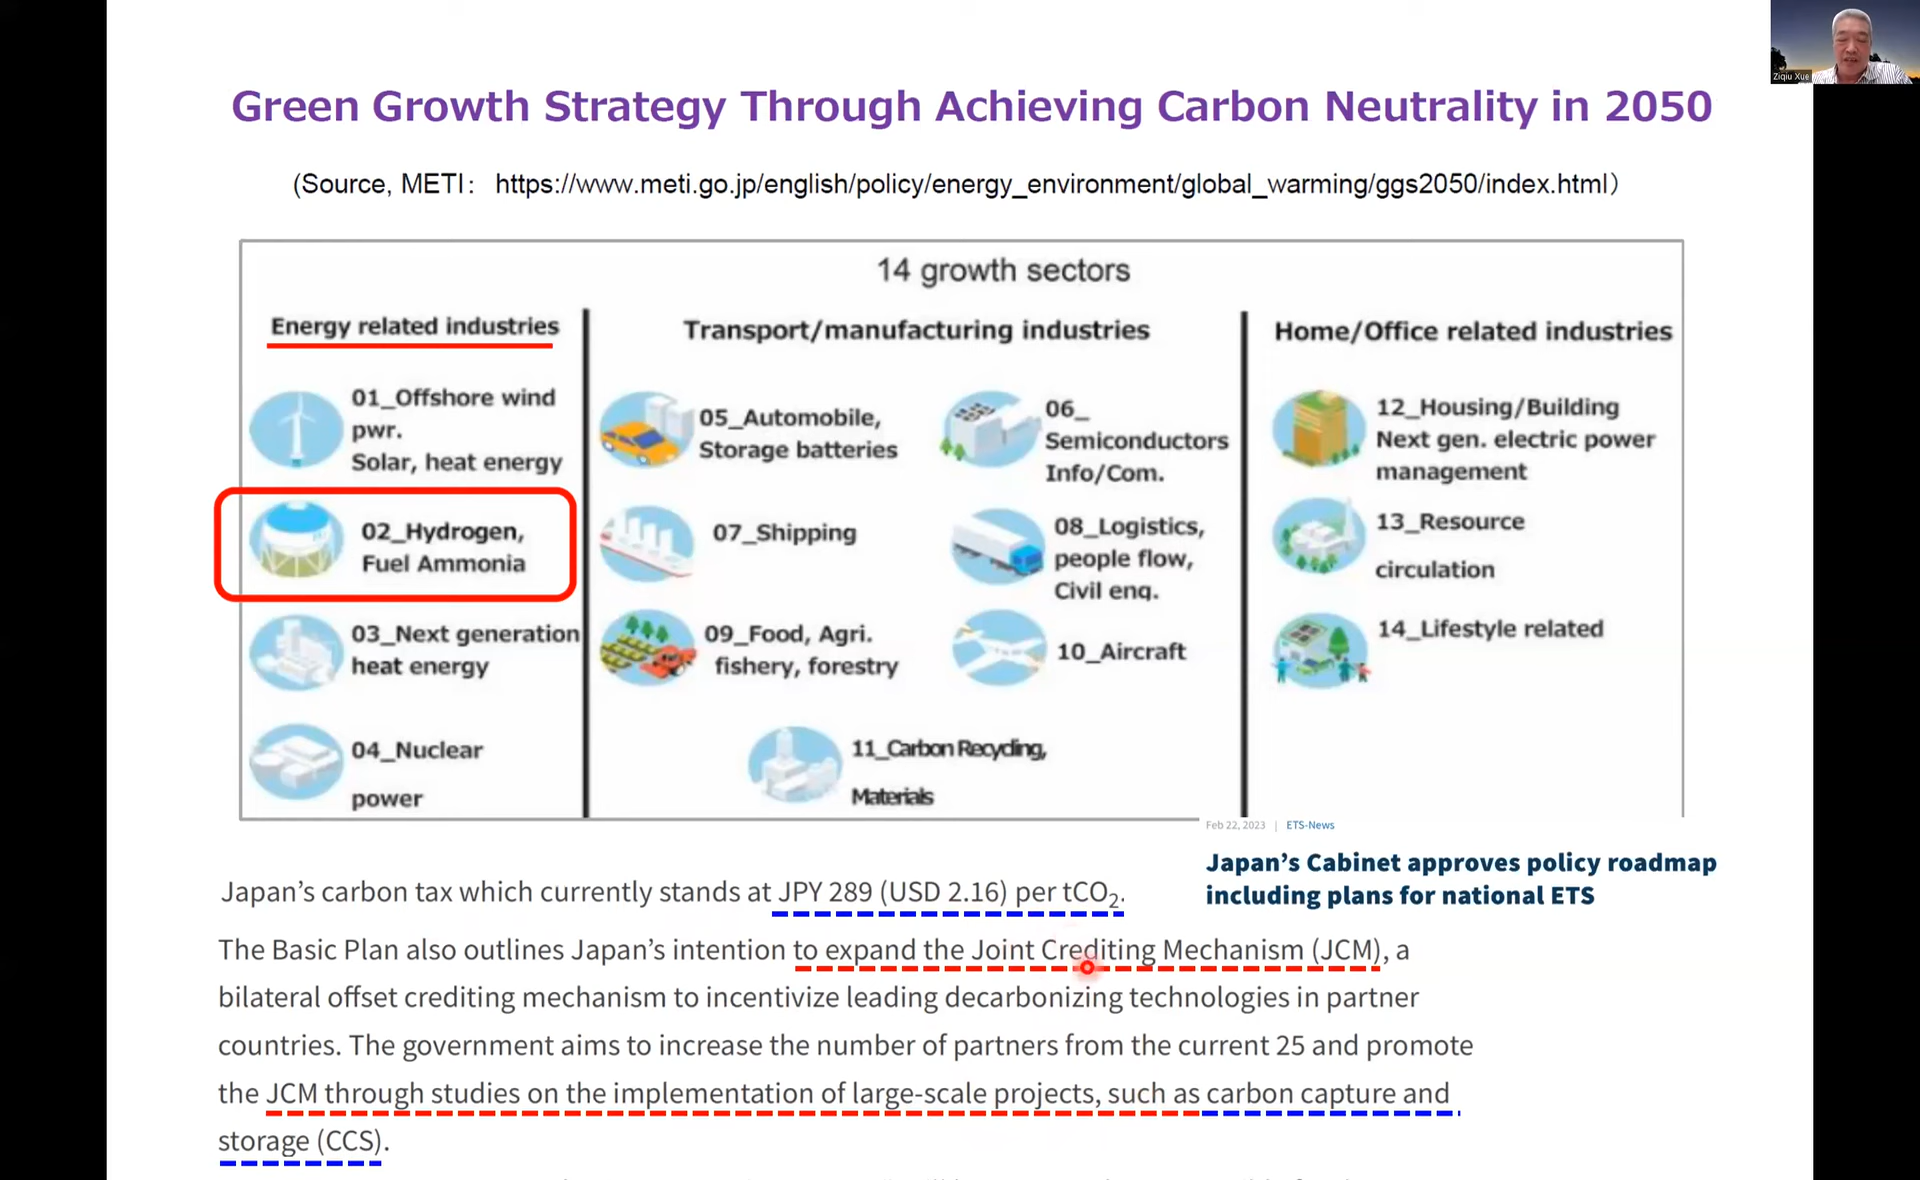 Ziqiu Xue
Green Growth Strategy Through Achieving Carbon Neutrality in 2050
(Source, METI: https://www.meti.go.jp/english/policy/energy_environment/global_warming/ggs2050/index.html)
14 growth sectors
Energy related industries
01_Offshore wind
pwr.
Solar, heat energy
02_Hydrogen,
Fuel Ammonia
03_Next generation
heat energy
04_Nuclear
power
Transport/manufacturing industries
05_Automobile,
Storage batteries
06_
Semiconductors
Info/Com.
07_Shipping
08_Logistics,
people flow,
Civil eng.
09_Food, Agri.
fishery, forestry
10_Aircraft
11_Carbon Recycling,
Materials
Home/Office related industries
12_Housing/Building
Next gen. electric power
management
13_Resource
circulation
14_Lifestyle related
Feb 22, 2023 | ETS-News
Japan's Cabinet approves policy roadmap
including plans for national ETS
Japan's carbon tax which currently stands at JPY 289 (USD 2.16) per tCO₂.
The Basic Plan also outlines Japan's intention to expand the Joint Crediting Mechanism (JCM), a
bilateral offset crediting mechanism to incentivize leading decarbonizing technologies in partner
countries. The government aims to increase the number of partners from the current 25 and promote
the JCM through studies on the implementation of large-scale projects, such as carbon capture and
storage (CCS).